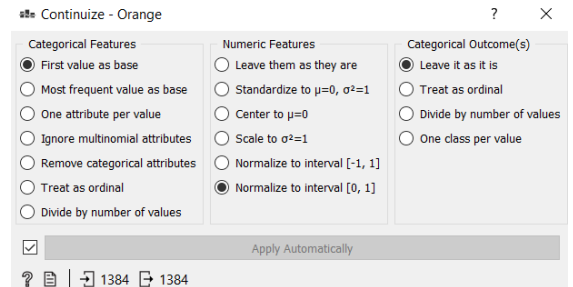 Continuize - Orange ? ×
Categorical Features
First value as base
Most frequent value as base
One attribute per value
Ignore multinomial attributes
Remove categorical attributes
Treat as ordinal
Divide by number of values
Numeric Features
Leave them as they are
Standardize to μ=0, σ²=1
Center to μ=0
Scale to σ²=1
Normalize to interval [-1, 1]
Normalize to interval [0, 1]
Categorical Outcome(s)
Leave it as it is
Treat as ordinal
Divide by number of values
One class per value
Apply Automatically
? 1384 1384